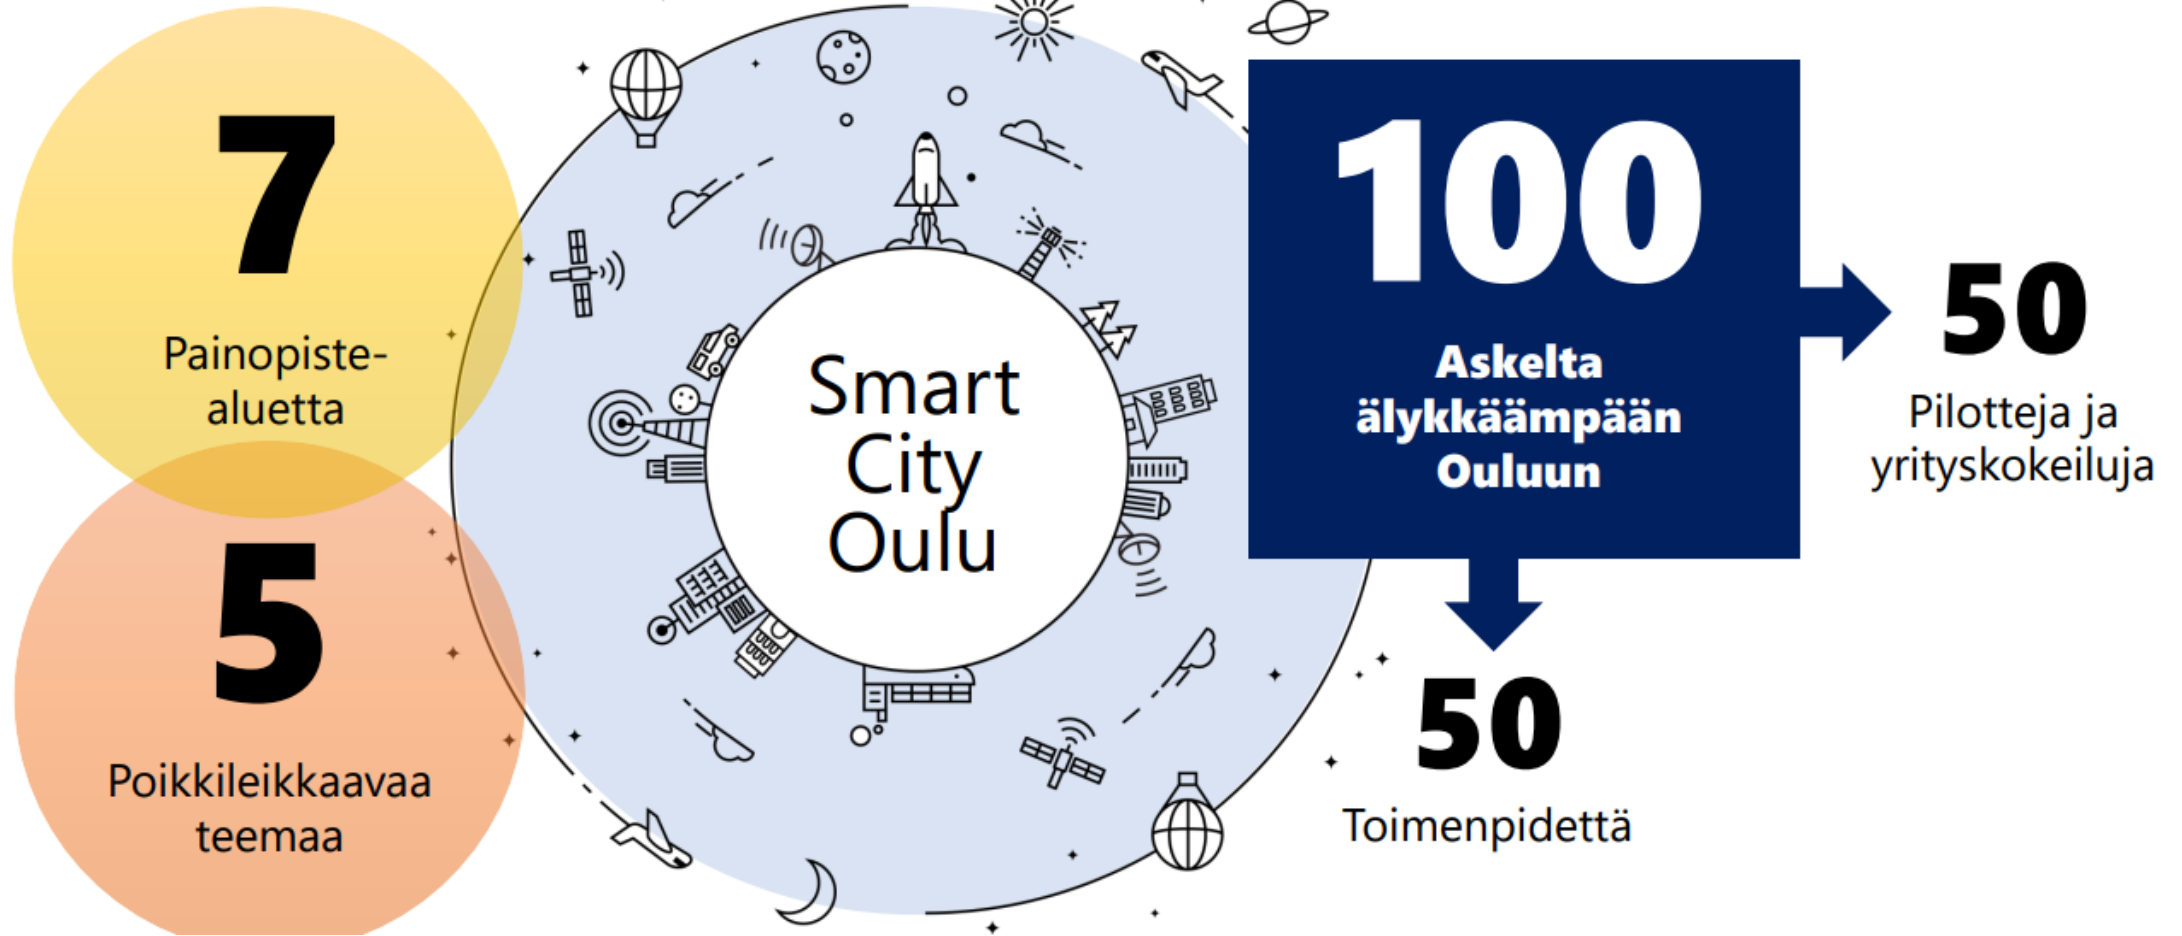 7
Painopiste-
aluetta
5
Poikkileikkaavaa
teemaa
Smart
City
Oulu
100
Askelta
älykkäämpään
Ouluun
50
Pilotteja ja
yrityskokeiluja
50
Toimenpidettä